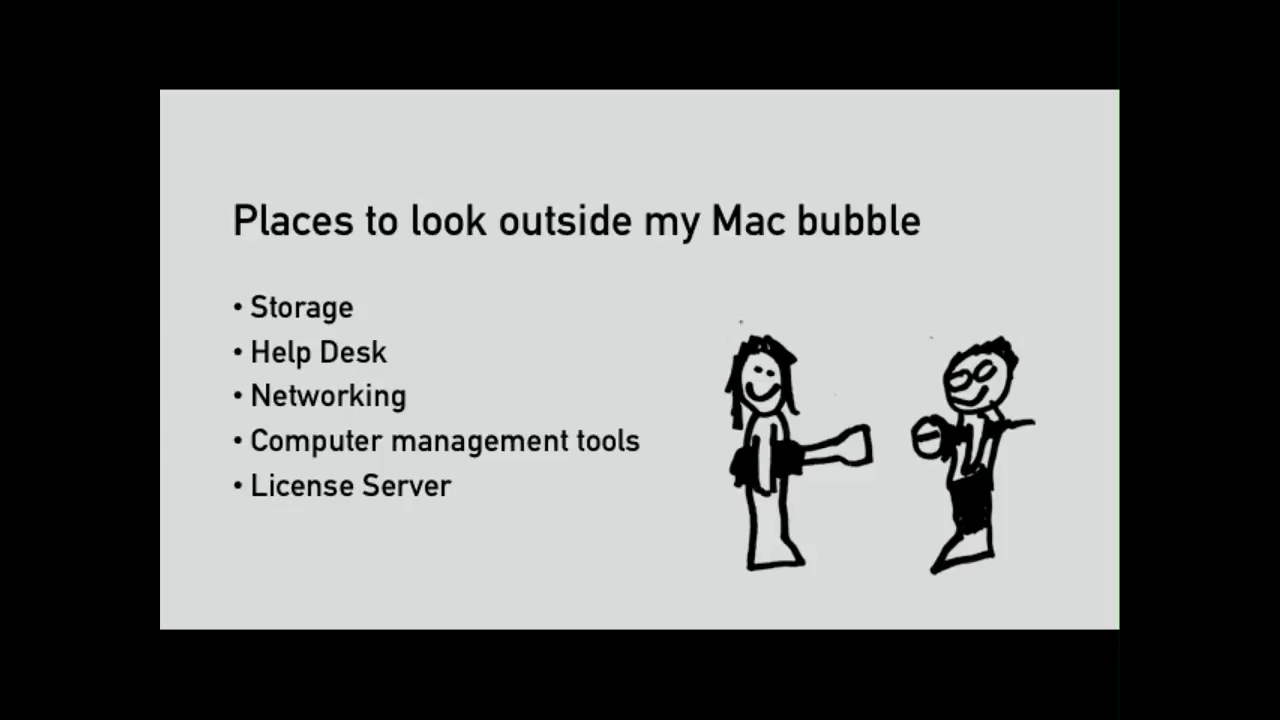 Places to look outside my Mac bubble
• Storage
• Help Desk
• Networking
• Computer management tools
• License Server